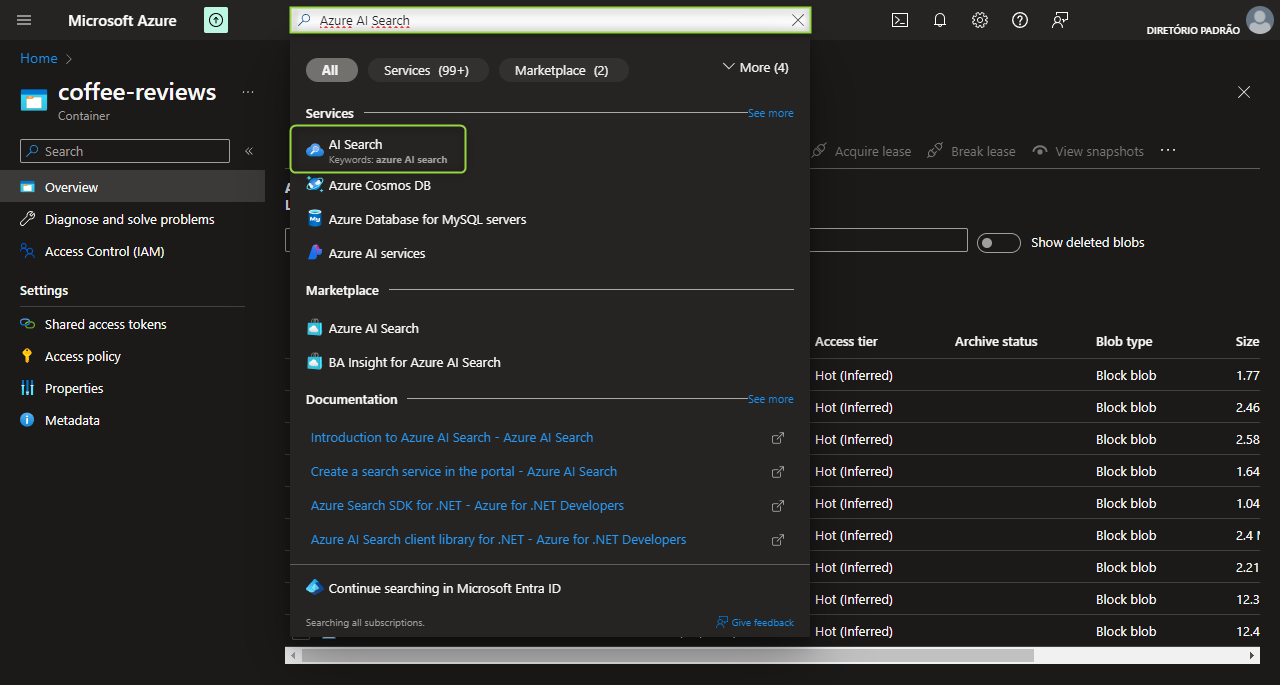 Microsoft Azure
Azure AI Search
DIRETÓRIO PADRÃO
Home
coffee-reviews
Container
Search
Overview
Diagnose and solve problems
Access Control (IAM)
Settings
Shared access tokens
Access policy
Properties
Metadata
All
Services (99+)
Marketplace (2)
More (4)
Services
See more
AI Search
Keywords: azure AI search
Azure Cosmos DB
Azure Database for MySQL servers
Azure AI services
Marketplace
Azure AI Search
BA Insight for Azure AI Search
Documentation
See more
Introduction to Azure AI Search - Azure AI Search
Create a search service in the portal - Azure AI Search
Azure Search SDK for .NET - Azure for .NET Developers
Azure AI Search client library for .NET - Azure for .NET Developers
Continue searching in Microsoft Entra ID
Searching all subscriptions.
Give feedback
Acquire lease
Break lease
View snapshots
Show deleted blobs
Access tier Archive status Blob type Size
Hot (Inferred) Block blob 1.77
Hot (Inferred) Block blob 2.46
Hot (Inferred) Block blob 2.58
Hot (Inferred) Block blob 1.64
Hot (Inferred) Block blob 1.04
Hot (Inferred) Block blob 2.4
Hot (Inferred) Block blob 2.21
Hot (Inferred) Block blob 12.3
Hot (Inferred) Block blob 12.4